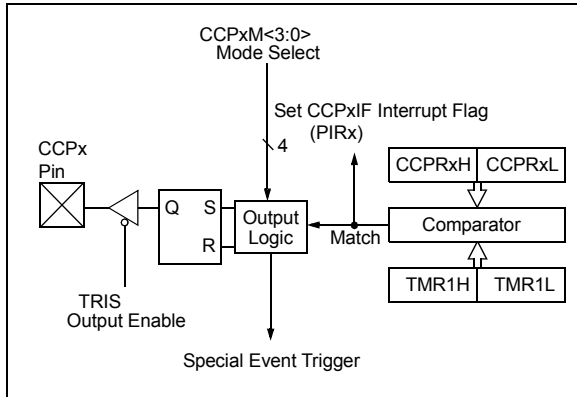 CCPxM<3:0>
Mode Select
Set CCPxIF Interrupt Flag
(PIRx)
4
CCPx
Pin
CCPRxH CCPRxL
Q S
R
Output
Logic
Match
Comparator
TRIS
Output Enable
TMR1H TMR1L
Special Event Trigger